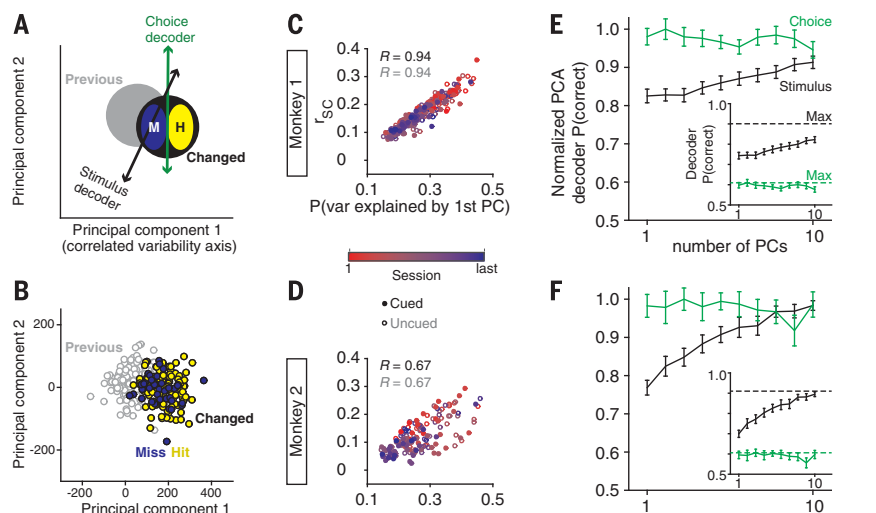 A
Choice
decoder
Principal component 2
Previous
M
H
Changed
Stimulus
decoder
Principal component 1
(correlated variability axis)
B
Principal component 2
200
0
-200
Previous
Changed
Miss Hit
-200
0
200
400
Principal component 1
C
Monkey 1
rSC
0.4
0.3
0.2
0.1
0
R = 0.94
R = 0.94
0.1
0.3
0.5
P(var explained by 1st PC)
1
last
Session
Cued
Uncued
D
Monkey 2
0.4
0.3
0.2
0.1
0
R = 0.67
R = 0.67
0.1
0.3
0.5
E
Normalized PCA
decoder P(correct)
1.0
0.9
0.8
0.7
0.6
0.5
Choice
Stimulus
Decoder
P(correct)
1.0
0.5
Max
Max
1
10
1
10
number of PCs
F
1.0
0.9
0.8
0.7
0.6
0.5
1.0
0.5
1
10
1
10